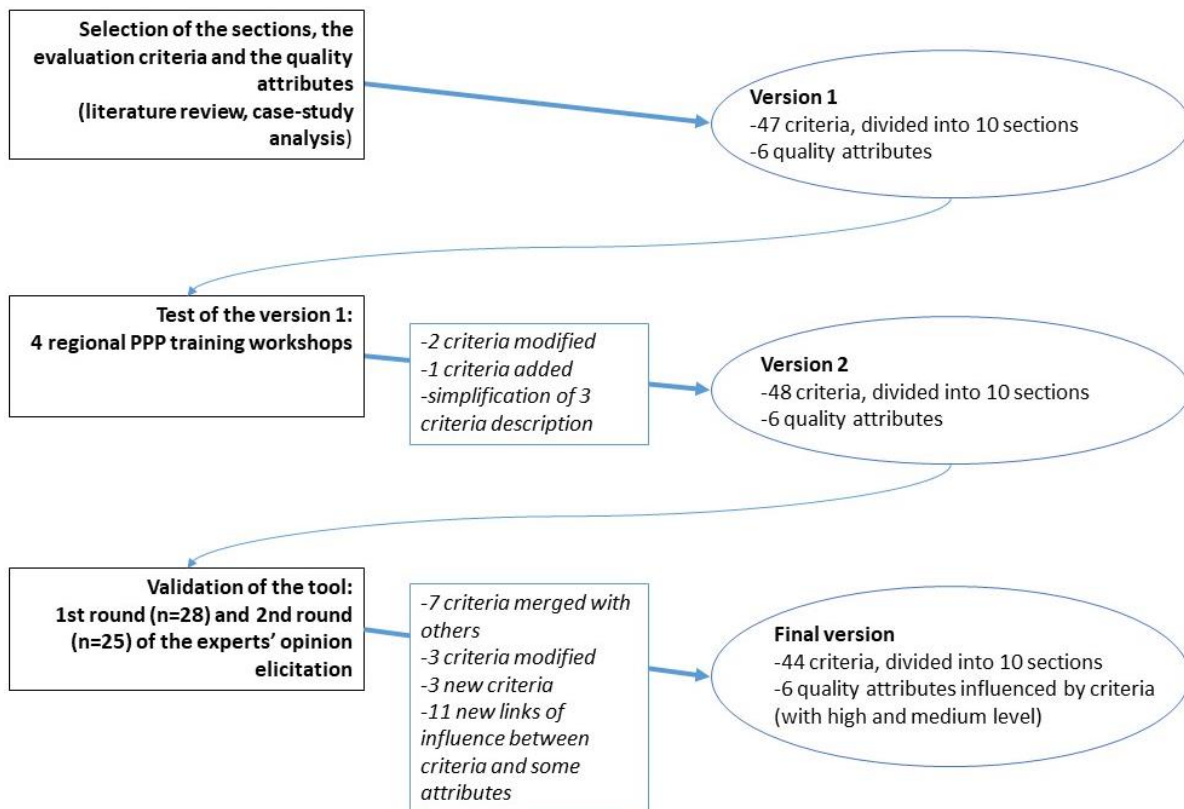 Selection of the sections, the
evaluation criteria and the quality
attributes
(literature review, case-study
analysis)
Version 1
-47 criteria, divided into 10 sections
-6 quality attributes
Test of the version 1:
4 regional PPP training workshops
-2 criteria modified
-1 criteria added
-simplification of 3
criteria description
Version 2
-48 criteria, divided into 10 sections
-6 quality attributes
Validation of the tool:
1st round (n=28) and 2nd round
(n=25) of the experts’ opinion
elicitation
-7 criteria merged with
others
-3 criteria modified
-3 new criteria
-11 new links of
influence between
criteria and some
attributes
Final version
-44 criteria, divided into 10 sections
-6 quality attributes influenced by criteria
(with high and medium level)